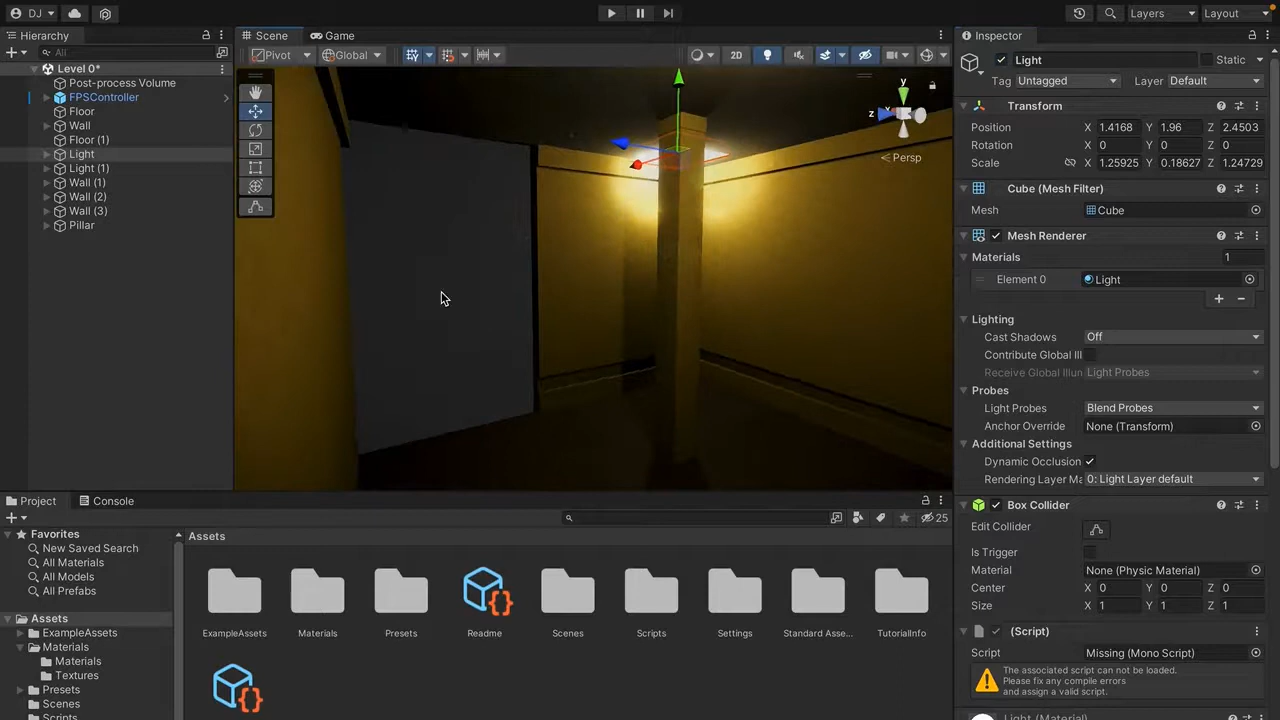 DJ
Layers
Layout
Hierarchy
Scene
Game
Inspector
All
Pivot
Global
2D
Light
Static
Tag
Untagged
Layer
Default
Level 0*
Post-process Volume
FPSController
Floor
Wall
Floor (1)
Light
Light (1)
Wall (1)
Wall (2)
Wall (3)
Pillar
y
z
< Persp
Transform
Position X 1.4168 Y 1.96 Z 2.4503
Rotation X 0 Y 0 Z 0
Scale X 1.25925 Y 0.18627 Z 1.24729
Cube (Mesh Filter)
Mesh Cube
Mesh Renderer
Materials 1
Element 0 Light
Lighting
Cast Shadows Off
Contribute Global Ill
Receive Global Illun Light Probes
Probes
Light Probes Blend Probes
Anchor Override None (Transform)
Additional Settings
Dynamic Occlusion
Rendering Layer Ma 0: Light Layer default
Box Collider
Edit Collider
Is Trigger
Material None (Physic Material)
Center X 0 Y 0 Z 0
Size X 1 Y 1 Z 1
(Script)
Script Missing (Mono Script)
The associated script can not be loaded.
Please fix any compile errors
and assign a valid script.
Light (Material)
Project
Console
25
Favorites
New Saved Search
All Materials
All Models
All Prefabs
Assets
ExampleAssets
Materials
Materials
Textures
Presets
Scenes
Scripts
Assets
ExampleAssets
Materials
Presets
Readme
Scenes
Scripts
Settings
Standard Asse...
TutorialInfo